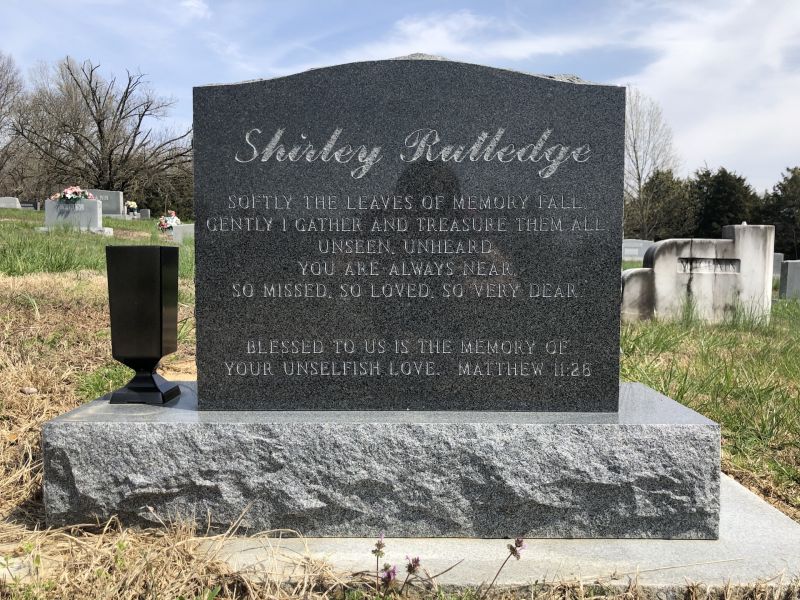 Shirley Rutledge
SOFTLY THE LEAVES OF MEMORY FALL
GENTLY I GATHER AND TREASURE THEM ALL
UNSEEN, UNHEARD,
YOU ARE ALWAYS NEAR,
SO MISSED, SO LOVED, SO VERY DEAR
BLESSED TO US IS THE MEMORY OF
YOUR UNSELFISH LOVE. MATTHEW 11:28